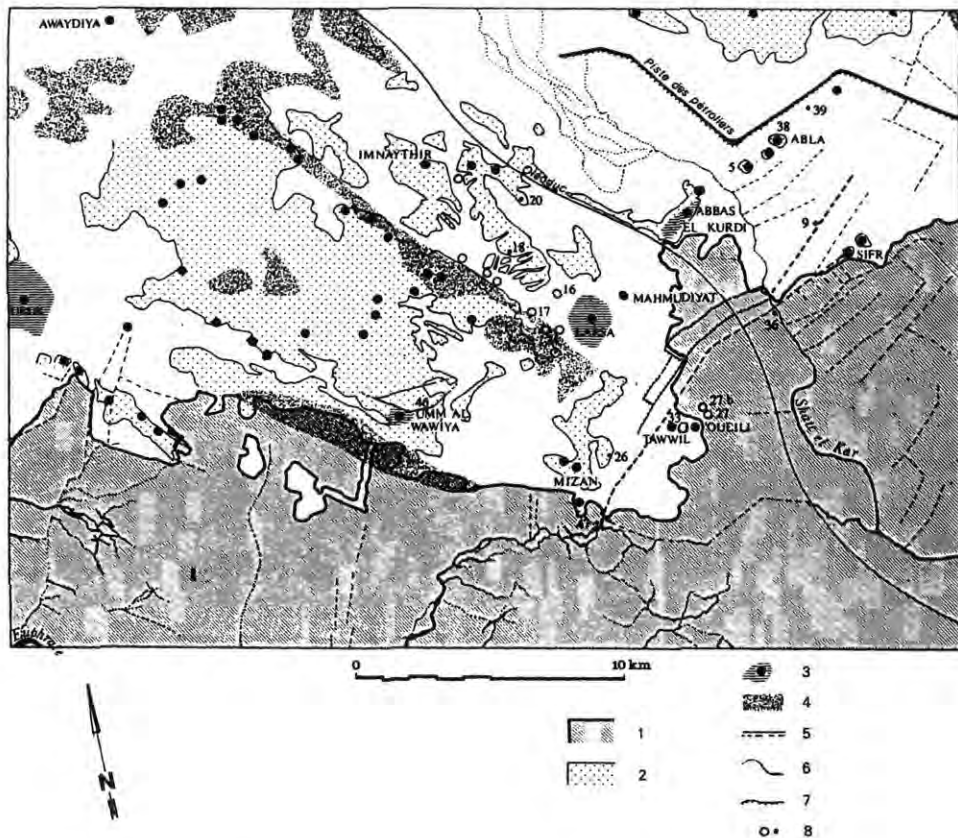 AWAYDIYA
Piste des pétroliers
39
38
ABLA
5
IMNAYTHIR
Oléoduc
20
ABBAS
EL KURDI
9
18
SIFR
16
MAHMUDIYAT
17
LARSA
36
46
UMM AL
WAWIYA
27.b
27
TAWWIL
OUEILI
Shatt el Kar
26
MIZAN
1
0
10 km
N
1
2
3
4
5
6
7
8